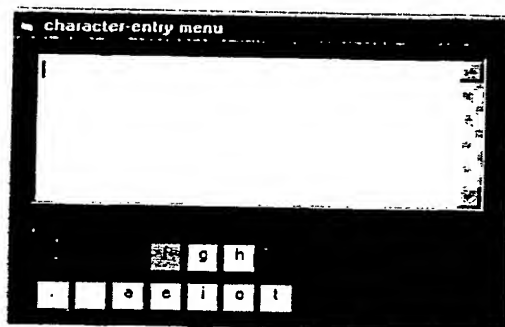 character-entry menu
g h
. a e i o t